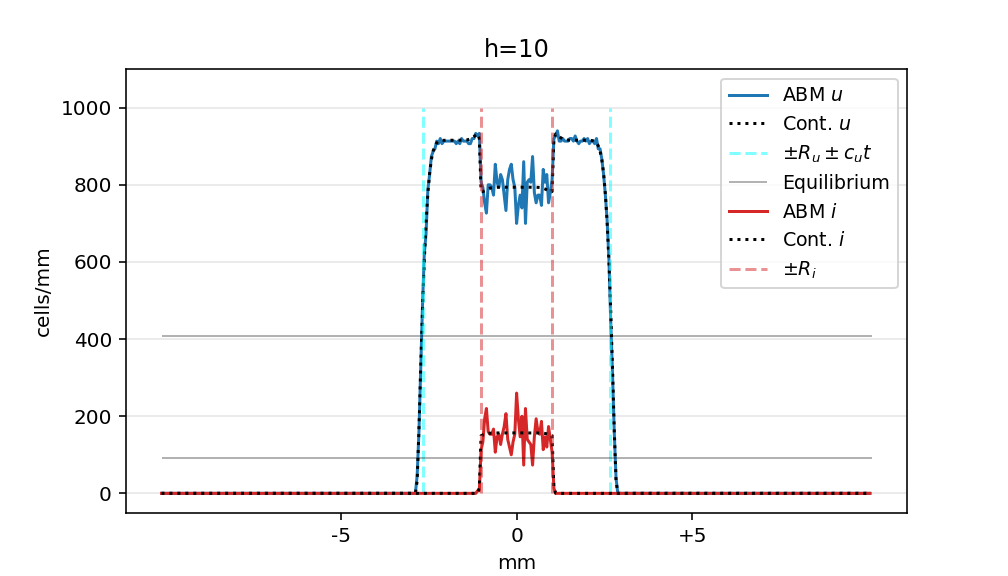 h=10
1000
800
600
400
200
0
cells/mm
-5
0
+5
mm
ABM u
Cont. u
±R_u ± c_u t
Equilibrium
ABM i
Cont. i
±R_i